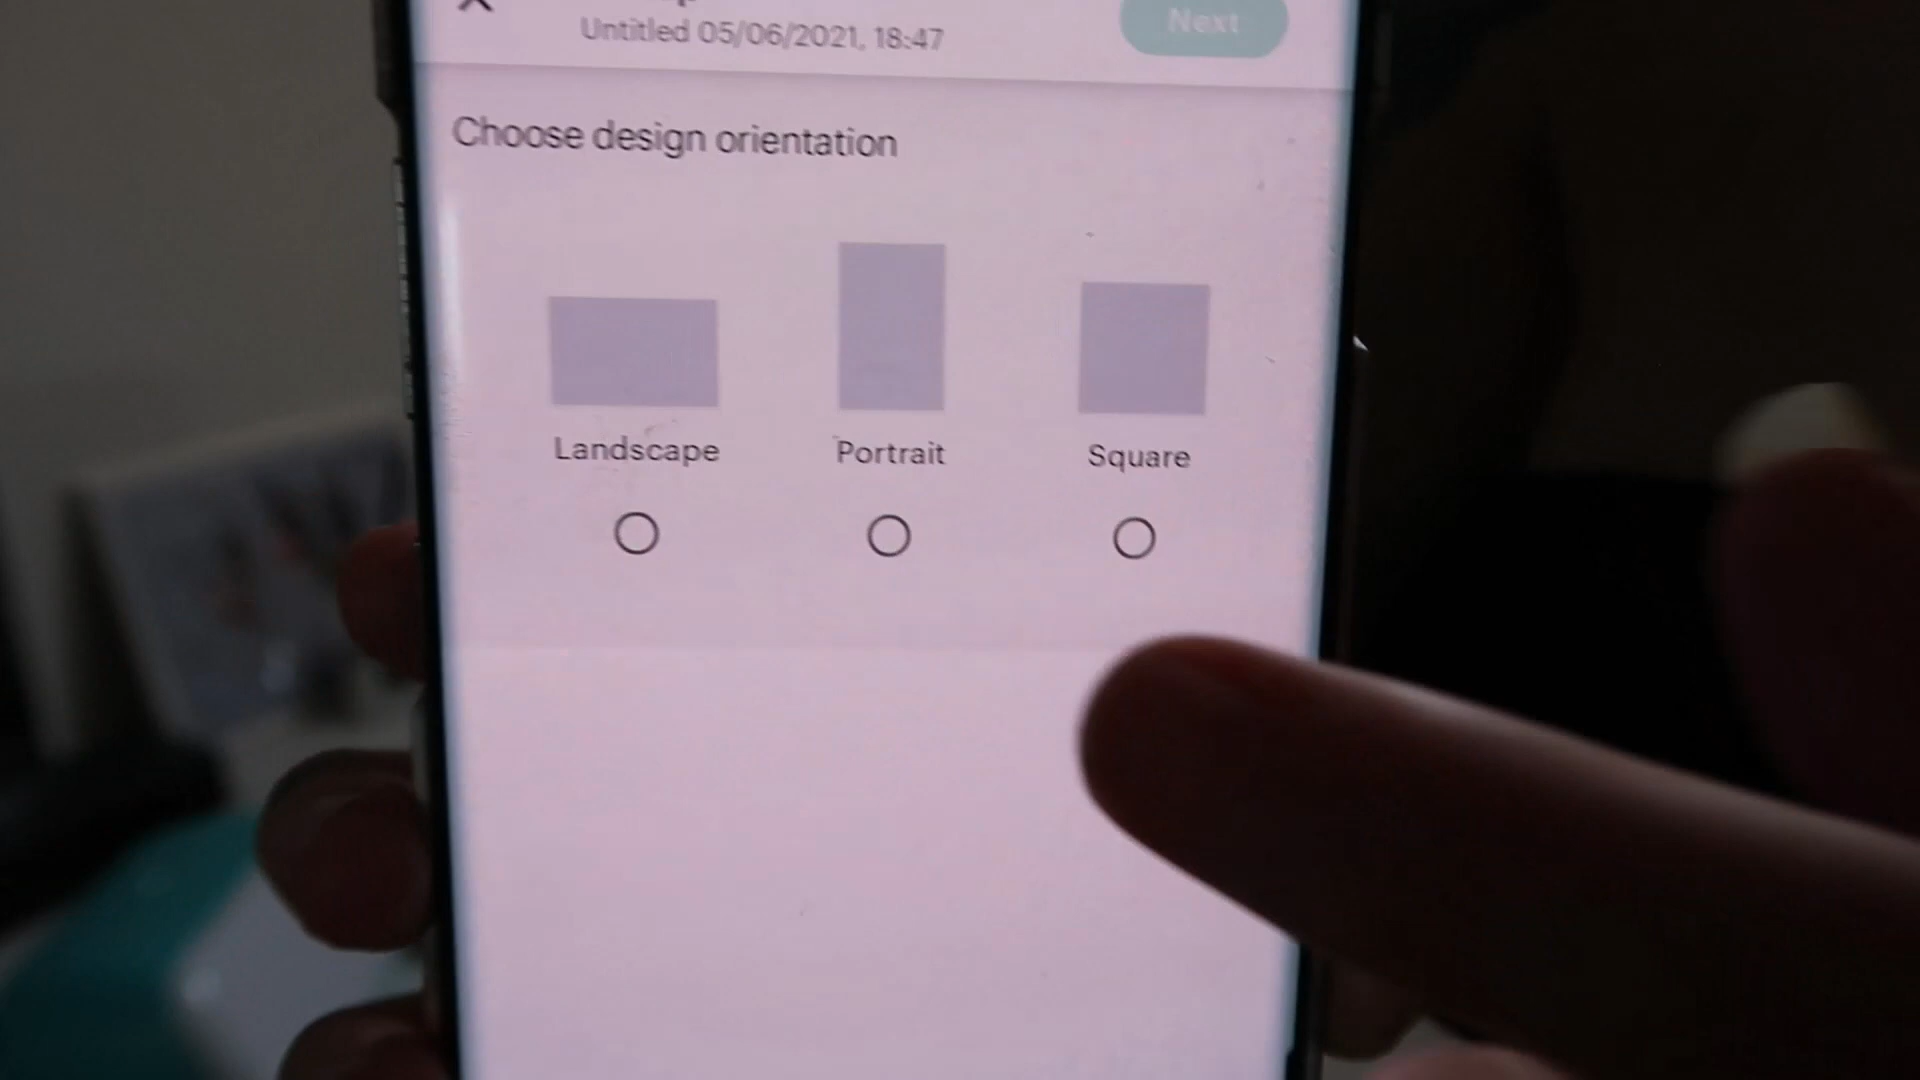 Untitled 05/06/2021, 18:47
Next
Choose design orientation
Landscape
Portrait
Square